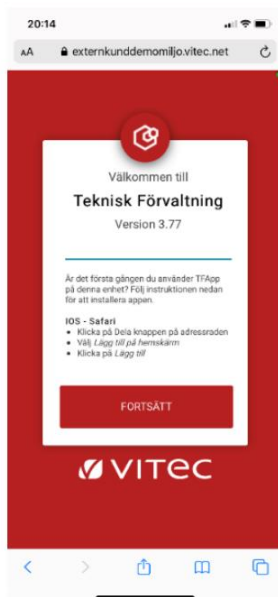 20:14
AA externkunddemomiljo.vitec.net
Välkommen till
Teknisk Förvaltning
Version 3.77
Är det första gången du använder TFApp
på denna enhet? Följ instruktionen nedan
för att installera appen.
IOS - Safari
• Klicka på Dela knappen på adressraden
• Välj Lägg till på hemskärm
• Klicka på Lägg till
FORTSÄTT
vitec